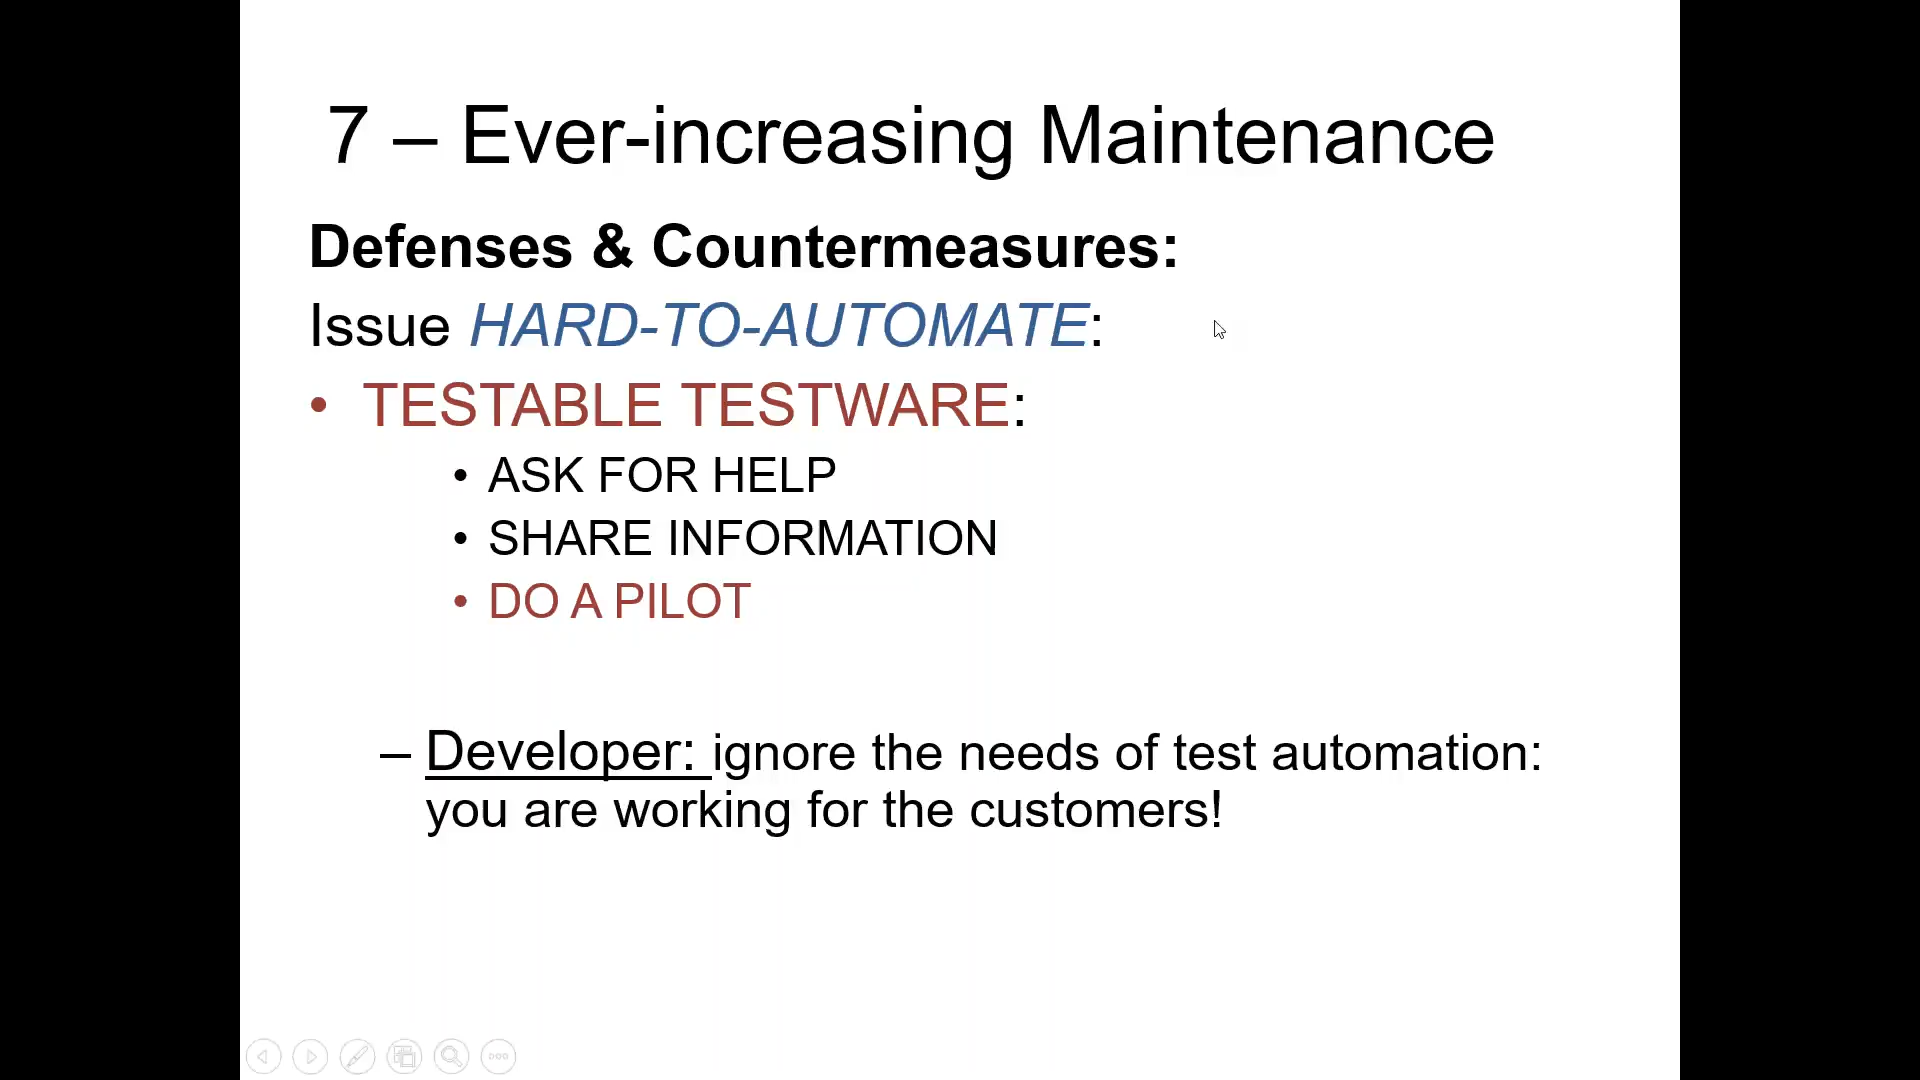 7 – Ever-increasing Maintenance
Defenses & Countermeasures:
Issue HARD-TO-AUTOMATE:
• TESTABLE TESTWARE:
• ASK FOR HELP
• SHARE INFORMATION
• DO A PILOT
– Developer: ignore the needs of test automation:
you are working for the customers!